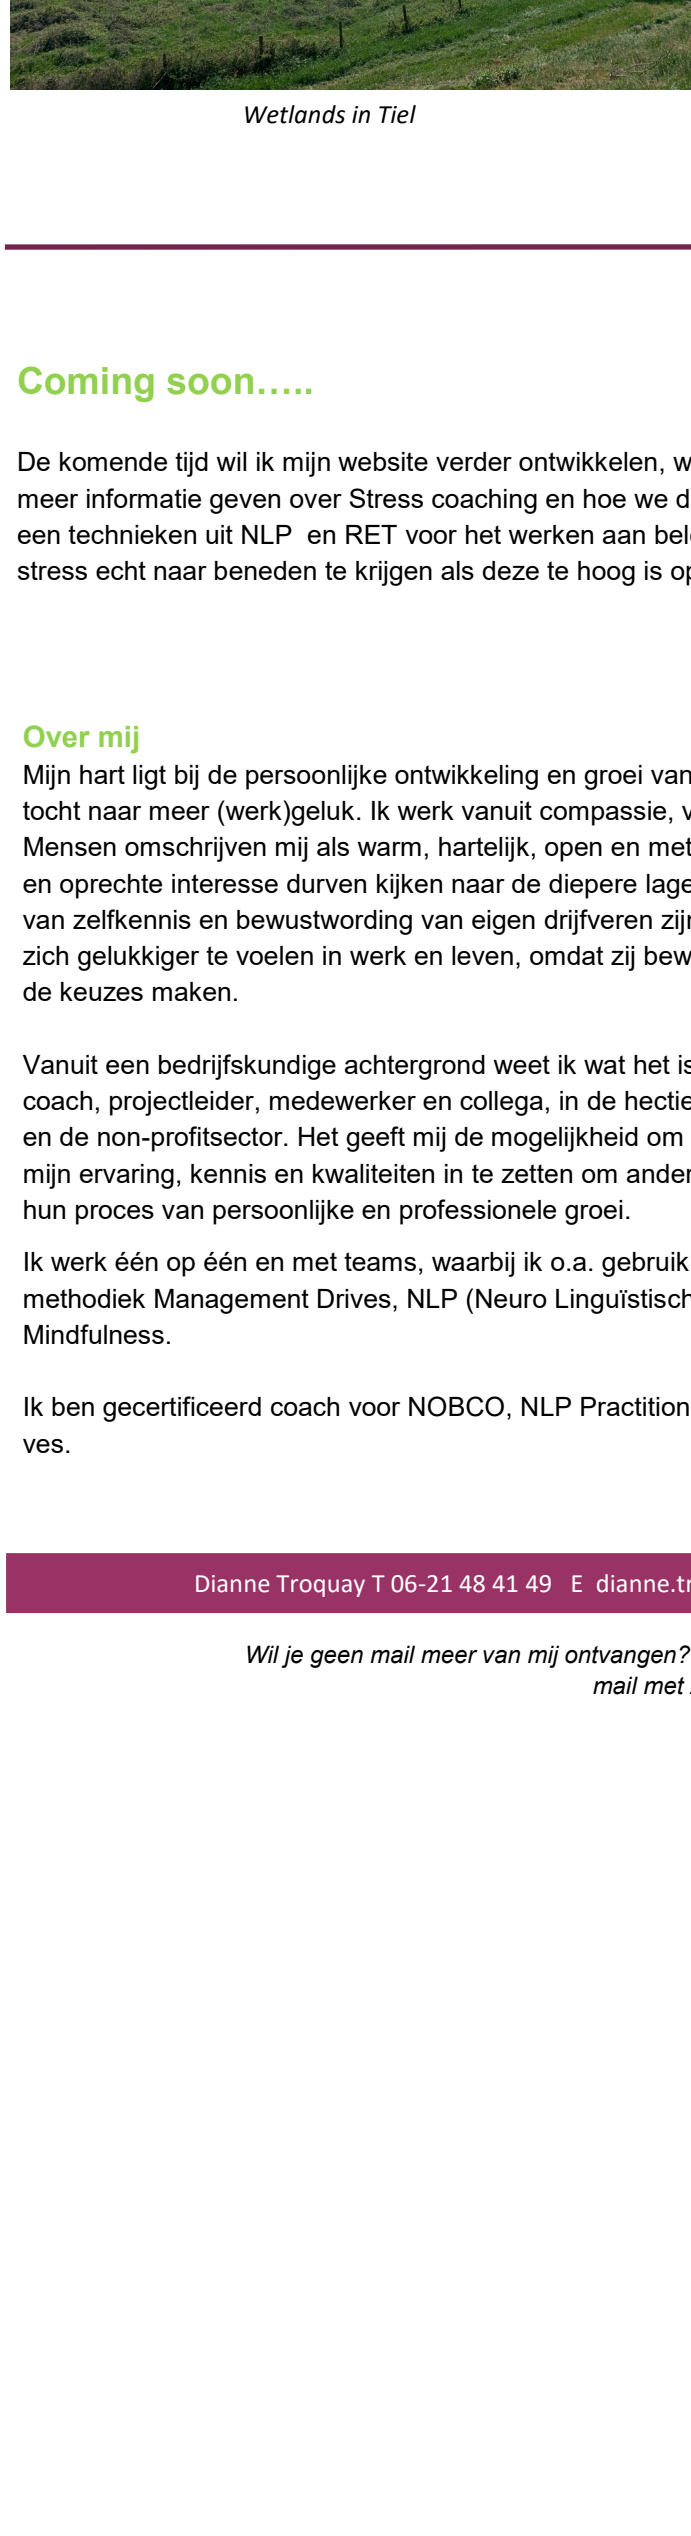 Wetlands in Tiel
Coming soon…..
De komende tijd wil ik mijn website verder ontwikkelen, w
meer informatie geven over Stress coaching en hoe we d
een technieken uit NLP  en RET voor het werken aan bel
stress echt naar beneden te krijgen als deze te hoog is op
Over mij
Mijn hart ligt bij de persoonlijke ontwikkeling en groei van
tocht naar meer (werk)geluk. Ik werk vanuit compassie, v
Mensen omschrijven mij als warm, hartelijk, open en met
en oprechte interesse durven kijken naar de diepere lage
van zelfkennis en bewustwording van eigen drijfveren zijn
zich gelukkiger te voelen in werk en leven, omdat zij bew
de keuzes maken.
Vanuit een bedrijfskundige achtergrond weet ik wat het is
coach, projectleider, medewerker en collega, in de hectie
en de non-profitsector. Het geeft mij de mogelijkheid om
mijn ervaring, kennis en kwaliteiten in te zetten om ander
hun proces van persoonlijke en professionele groei.
Ik werk één op één en met teams, waarbij ik o.a. gebruik
methodiek Management Drives, NLP (Neuro Linguïstisch
Mindfulness.
Ik ben gecertificeerd coach voor NOBCO, NLP Practition
ves.
Dianne Troquay T 06-21 48 41 49   E  dianne.tr
Wil je geen mail meer van mij ontvangen?
mail met